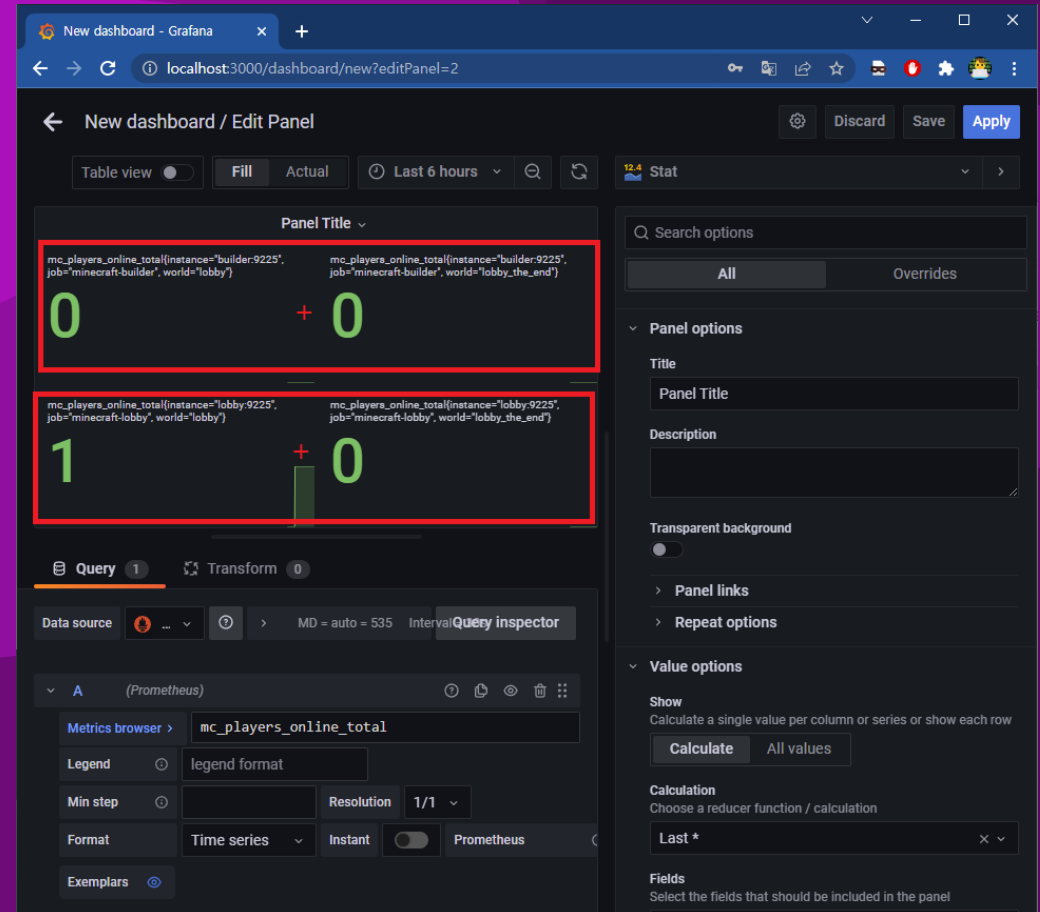 New dashboard - Grafana
localhost:3000/dashboard/new?editPanel=2
New dashboard / Edit Panel
Discard
Save
Apply
Table view
Fill
Actual
Last 6 hours
12.4
Stat
Panel Title
Search options
All
Overrides
mc_players_online_total{instance="builder:9225",
job="minecraft-builder", world="lobby"}
0
+
mc_players_online_total{instance="builder:9225",
job="minecraft-builder", world="lobby_the_end"}
0
mc_players_online_total{instance="lobby:9225",
job="minecraft-lobby", world="lobby"}
1
+
mc_players_online_total{instance="lobby:9225",
job="minecraft-lobby", world="lobby_the_end"}
0
Panel options
Title
Panel Title
Description
Transparent background
Panel links
Repeat options
Value options
Show
Calculate a single value per column or series or show each row
Calculate
All values
Calculation
Choose a reducer function / calculation
Last *
Fields
Select the fields that should be included in the panel
Query 1
Transform 0
Data source
...
MD = auto = 535
Interval
Query inspector
A
(Prometheus)
Metrics browser >
mc_players_online_total
Legend
legend format
Min step
Resolution
1/1
Format
Time series
Instant
Prometheus
Exemplars